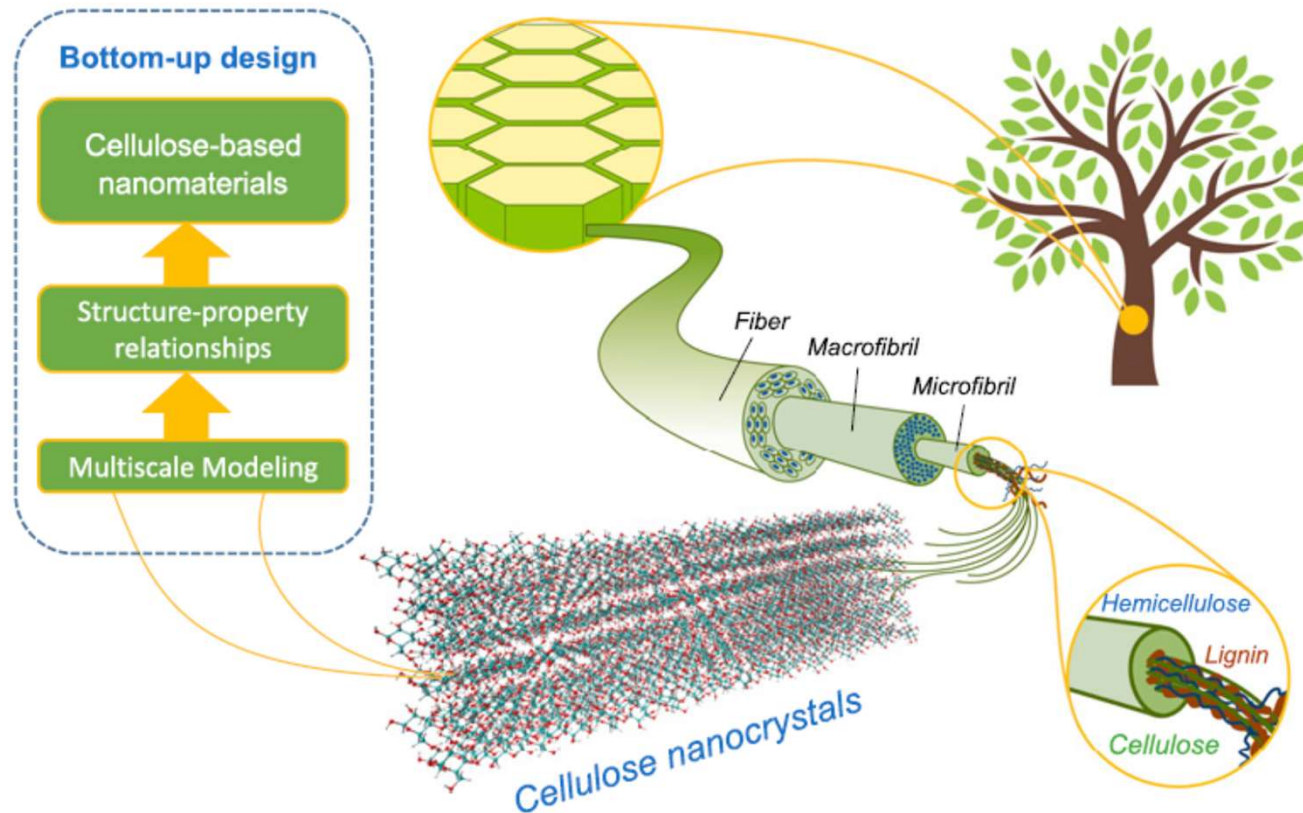 Bottom-up design
Cellulose-based
nanomaterials
Structure-property
relationships
Multiscale Modeling
Fiber
Macrofibril
Microfibril
Hemicellulose
Lignin
Cellulose
Cellulose nanocrystals